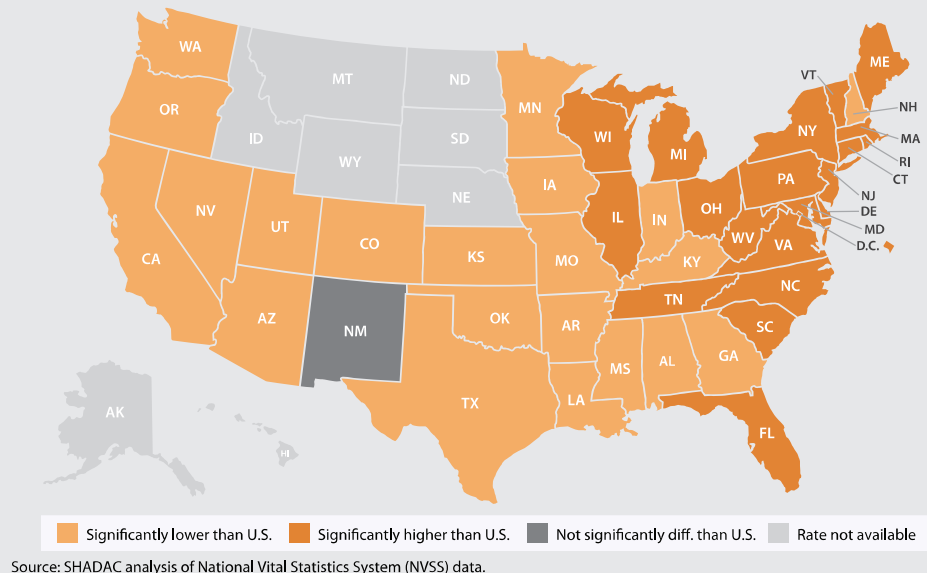 WA
MT
ND
ME
VT
OR
MN
NH
ID
SD
WI
NY
MA
WY
MI
RI
CT
IA
PA
NE
NJ
NV
OH
DE
IL
IN
UT
MD
CO
WV
VA
D.C.
CA
KS
MO
KY
NC
TN
AZ
OK
NM
AR
SC
MS
AL
GA
TX
LA
AK
FL
HI
Significantly lower than U.S.
Significantly higher than U.S.
Not significantly diff. than U.S.
Rate not available
Source: SHADAC analysis of National Vital Statistics System (NVSS) data.